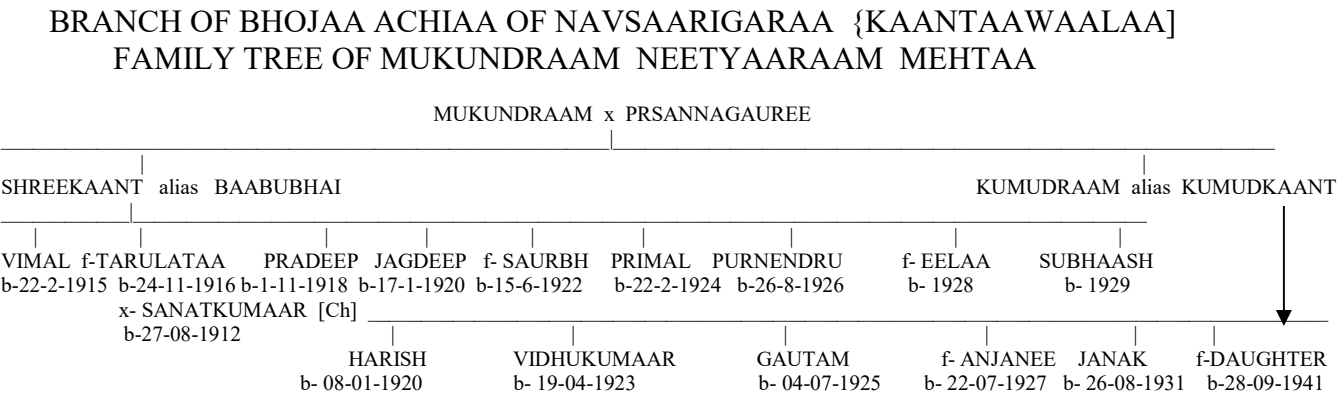 BRANCH OF BHOJAA ACHIAA OF NAVSAARIGARAA {KAANTAAWAALAA]
FAMILY TREE OF MUKUNDRAAM NEETYAARAAM MEHTAA
MUKUNDRAAM x PRSANNAGAUREE
SHREEKAANT alias BAABUBHAI KUMUDRAAM alias KUMUDKAANT
VIMAL f-TARULATAA PRADEEP JAGDEEP f- SAURBH PRIMAL PURNENDRU f- EELAA SUBHAASH
b-22-2-1915 b-24-11-1916 b-1-11-1918 b-17-1-1920 b-15-6-1922 b-22-2-1924 b-26-8-1926 b- 1928 b- 1929
x- SANATKUMAAR [Ch]
b-27-08-1912
HARISH VIDHUKUMAAR GAUTAM f- ANJANEE JANAK f-DAUGHTER
b- 08-01-1920 b- 19-04-1923 b- 04-07-1925 b- 22-07-1927 b- 26-08-1931 b-28-09-1941